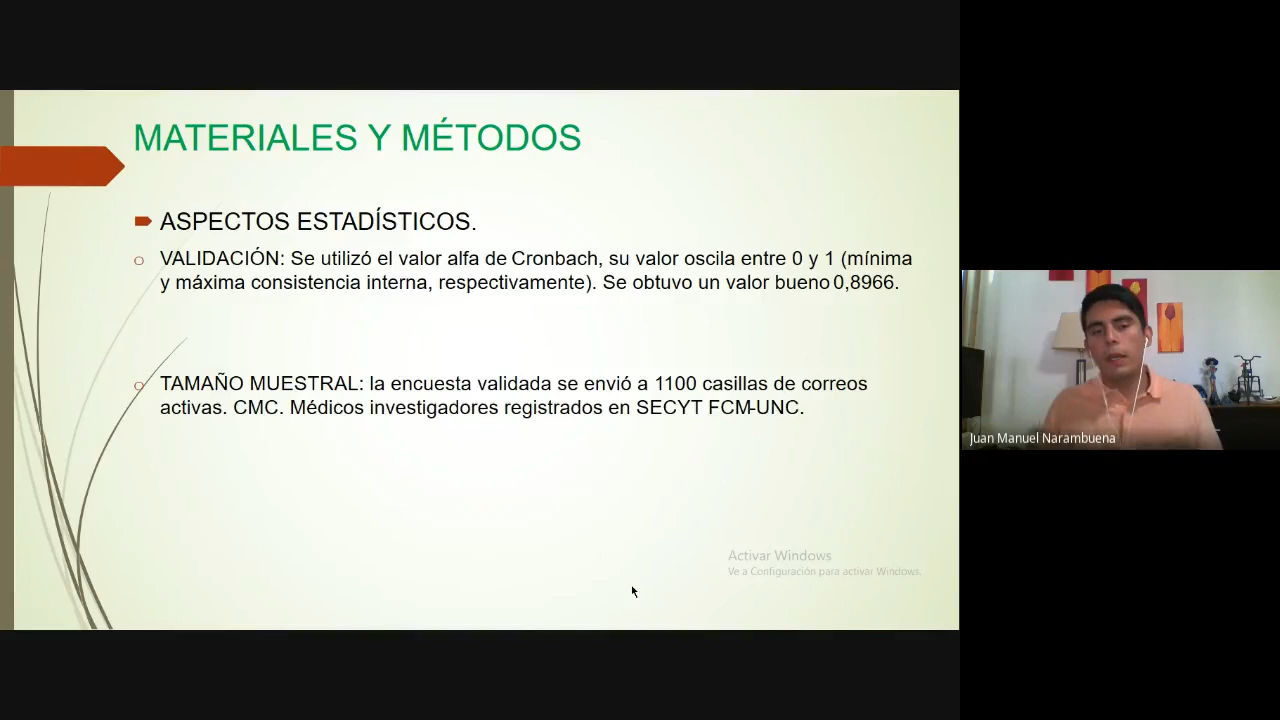 MATERIALES Y MÉTODOS
ASPECTOS ESTADÍSTICOS.
VALIDACIÓN: Se utilizó el valor alfa de Cronbach, su valor oscila entre 0 y 1 (mínima
y máxima consistencia interna, respectivamente). Se obtuvo un valor bueno 0,8966.
TAMAÑO MUESTRAL: la encuesta validada se envió a 1100 casillas de correos
activas. CMC. Médicos investigadores registrados en SECYT FCM-UNC.
Activar Windows
Ve a Configuración para activar Windows.
Juan Manuel Narambuena